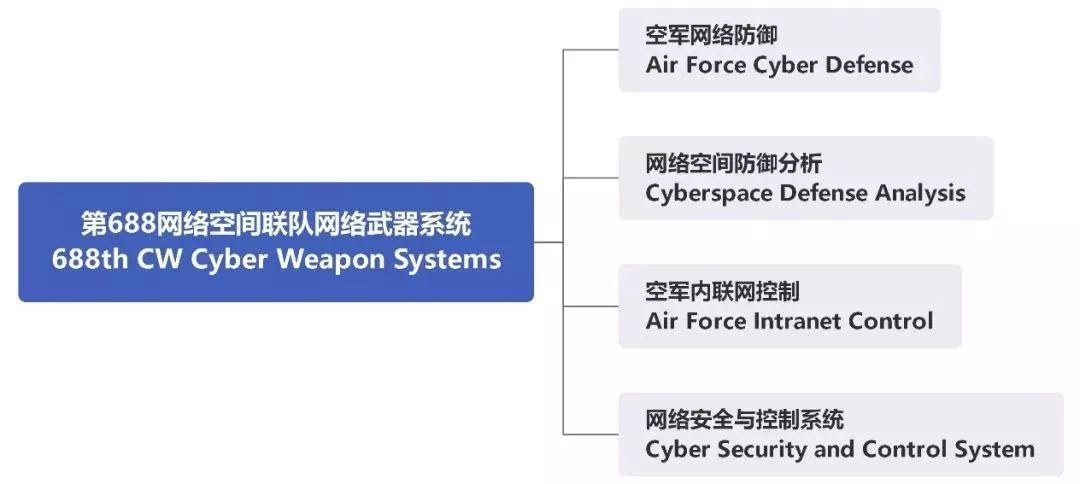 第688网络空间联队网络武器系统
688th CW Cyber Weapon Systems
空军网络防御
Air Force Cyber Defense
网络空间防御分析
Cyberspace Defense Analysis
空军内联网控制
Air Force Intranet Control
网络安全与控制系统
Cyber Security and Control System